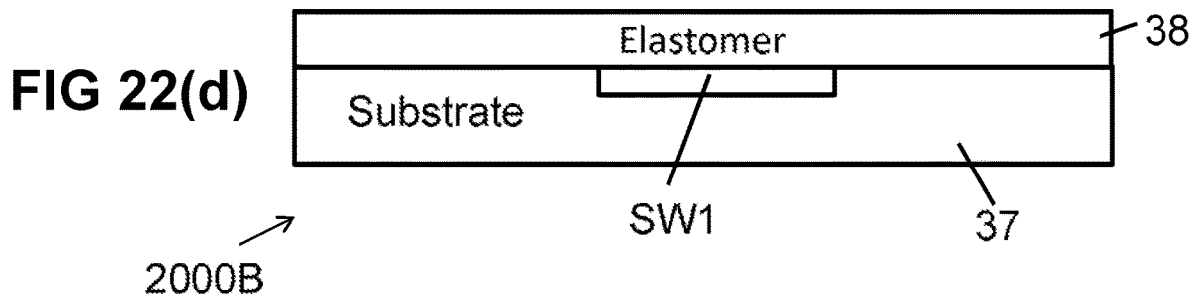 Elastomer
38
FIG 22(d)
Substrate
SW1
37
2000B